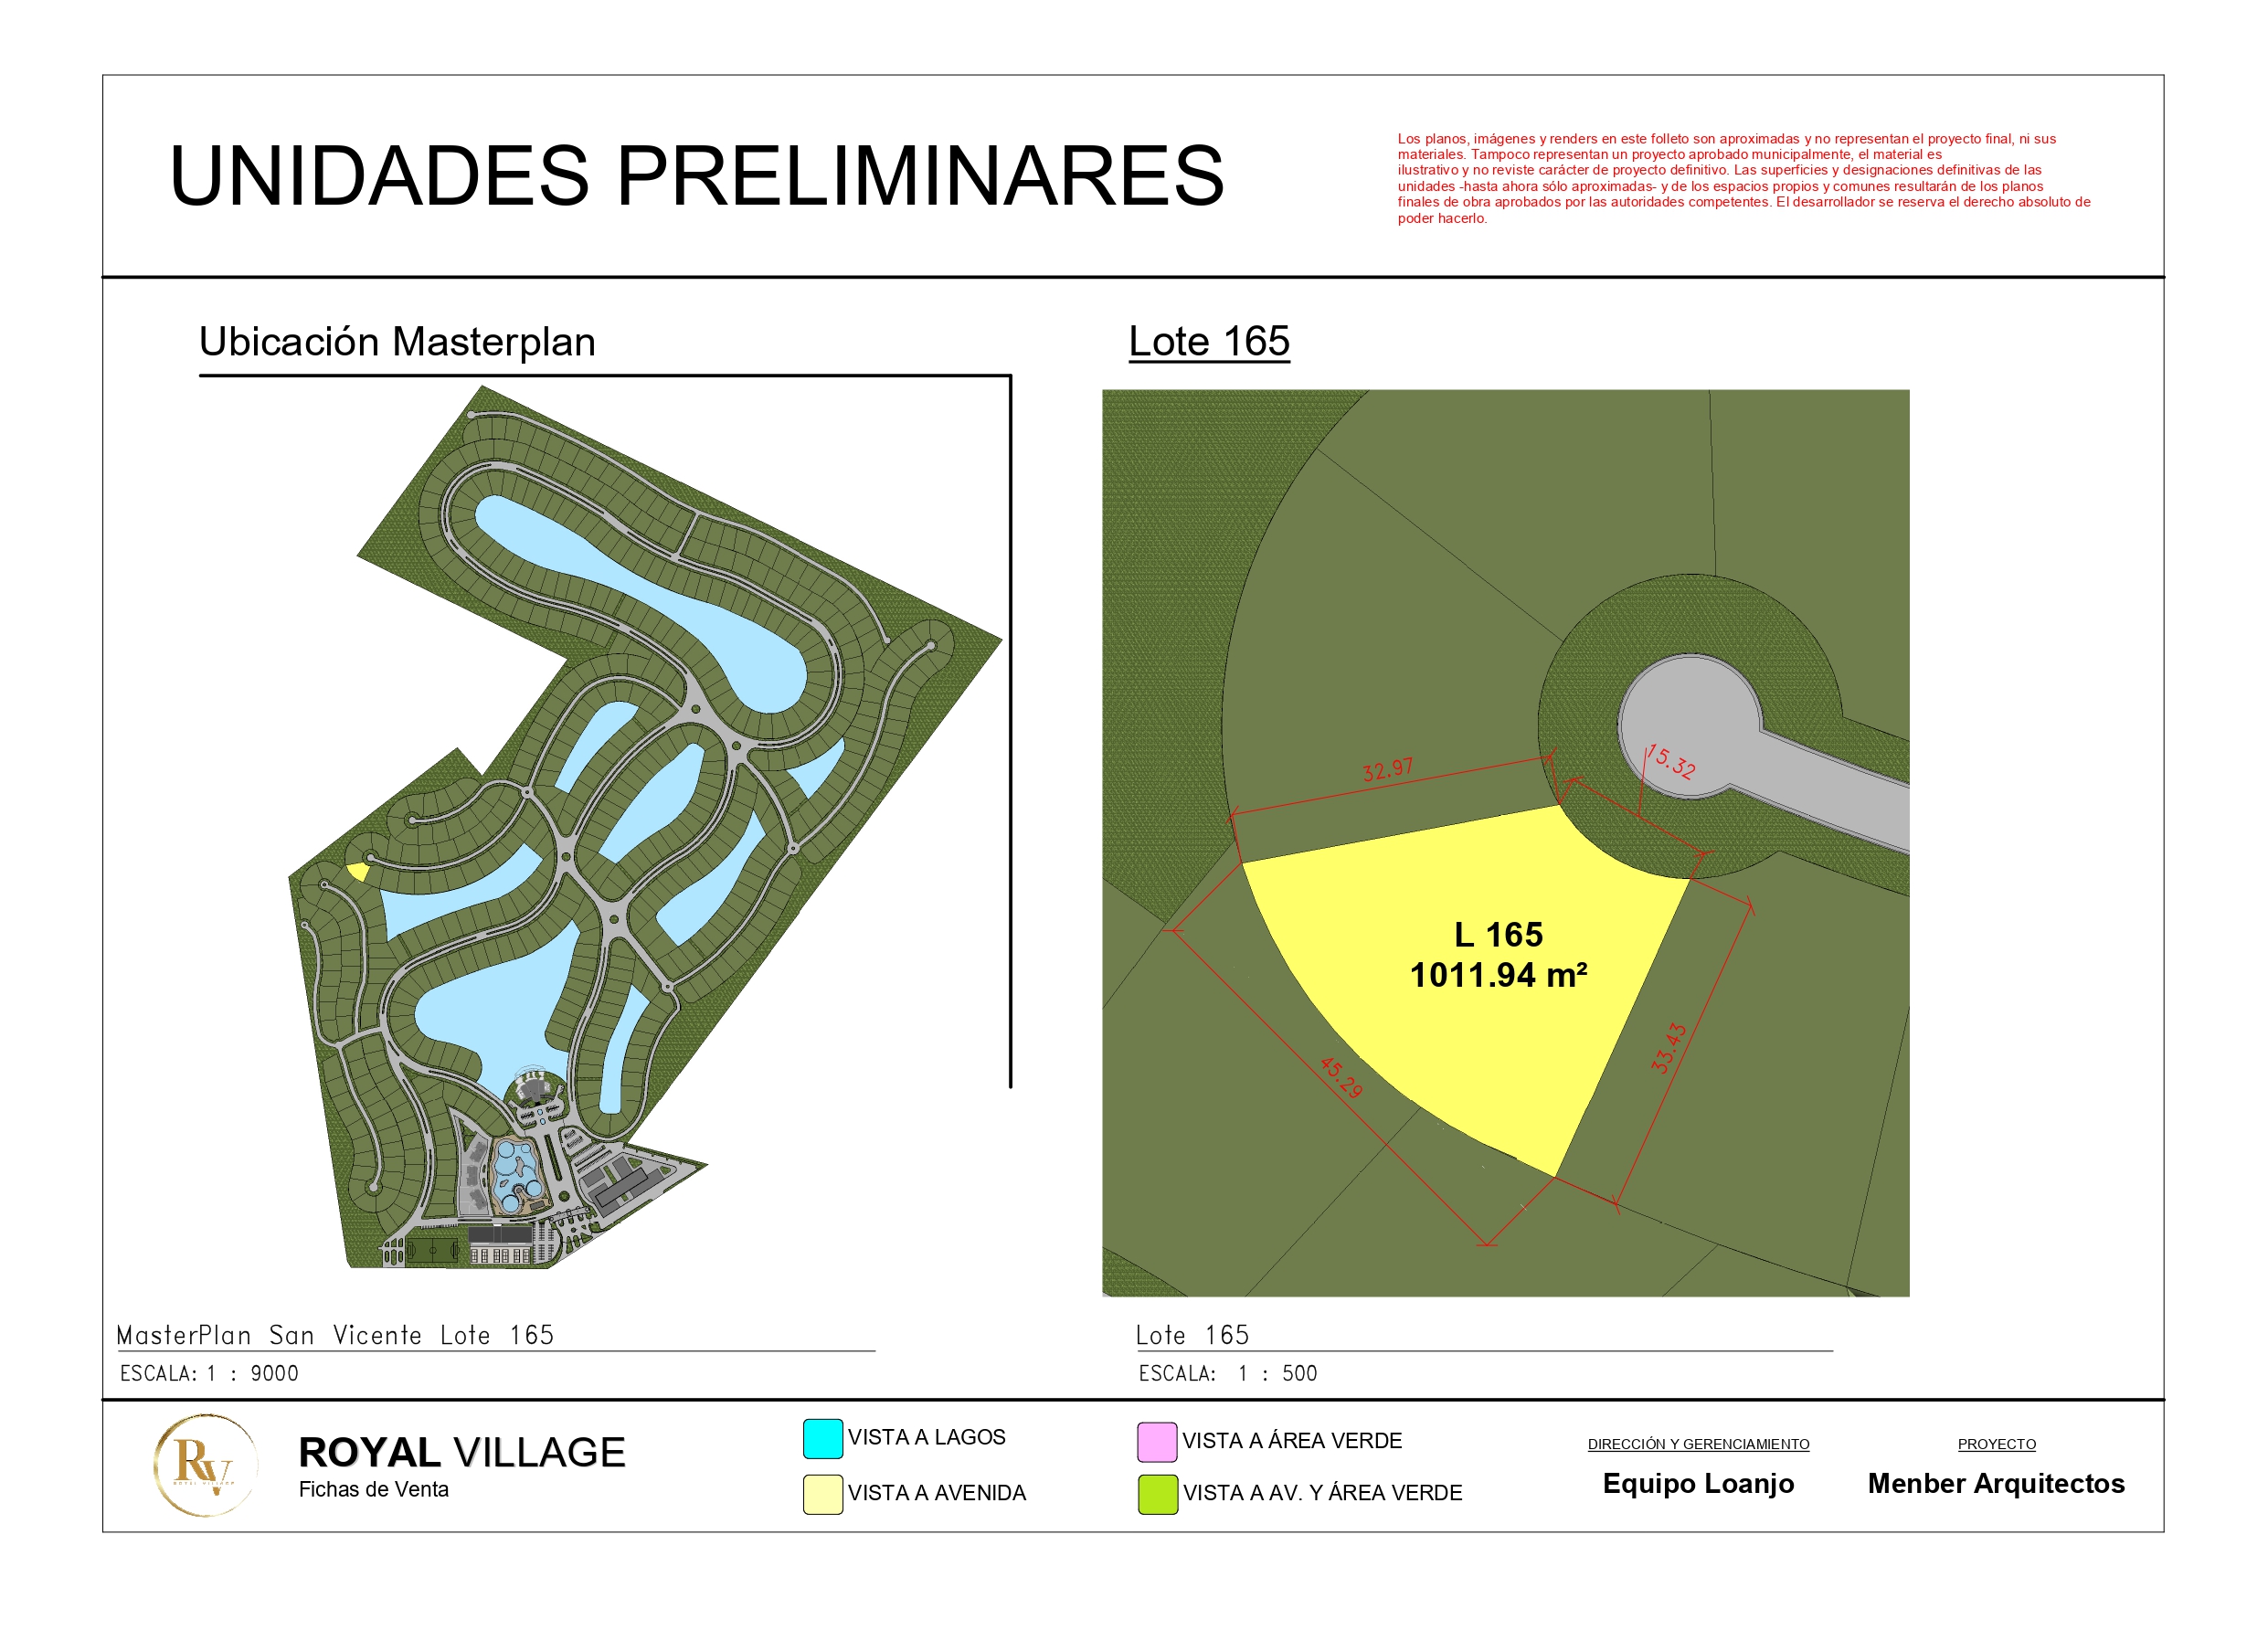 UNIDADES PRELIMINARES
Los planos, imágenes y renders en este folleto son aproximadas y no representan el proyecto final, ni sus
materiales. Tampoco representan un proyecto aprobado municipalmente, el material es
ilustrativo y no reviste carácter de proyecto definitivo. Las superficies y designaciones definitivas de las
unidades -hasta ahora sólo aproximadas- y de los espacios propios y comunes resultarán de los planos
finales de obra aprobados por las autoridades competentes. El desarrollador se reserva el derecho absoluto de
poder hacerlo.
Ubicación Masterplan
Lote 165
32.97
15.32
L 165
1011.94 m²
33.43
45.29
MasterPlan San Vicente Lote 165
ESCALA: 1 : 9000
Lote 165
ESCALA: 1 : 500
RV
ROYAL VILLAGE
ROYAL VILLAGE
Fichas de Venta
VISTA A LAGOS
VISTA A AVENIDA
VISTA A ÁREA VERDE
VISTA A AV. Y ÁREA VERDE
DIRECCIÓN Y GERENCIAMIENTO
Equipo Loanjo
PROYECTO
Menber Arquitectos